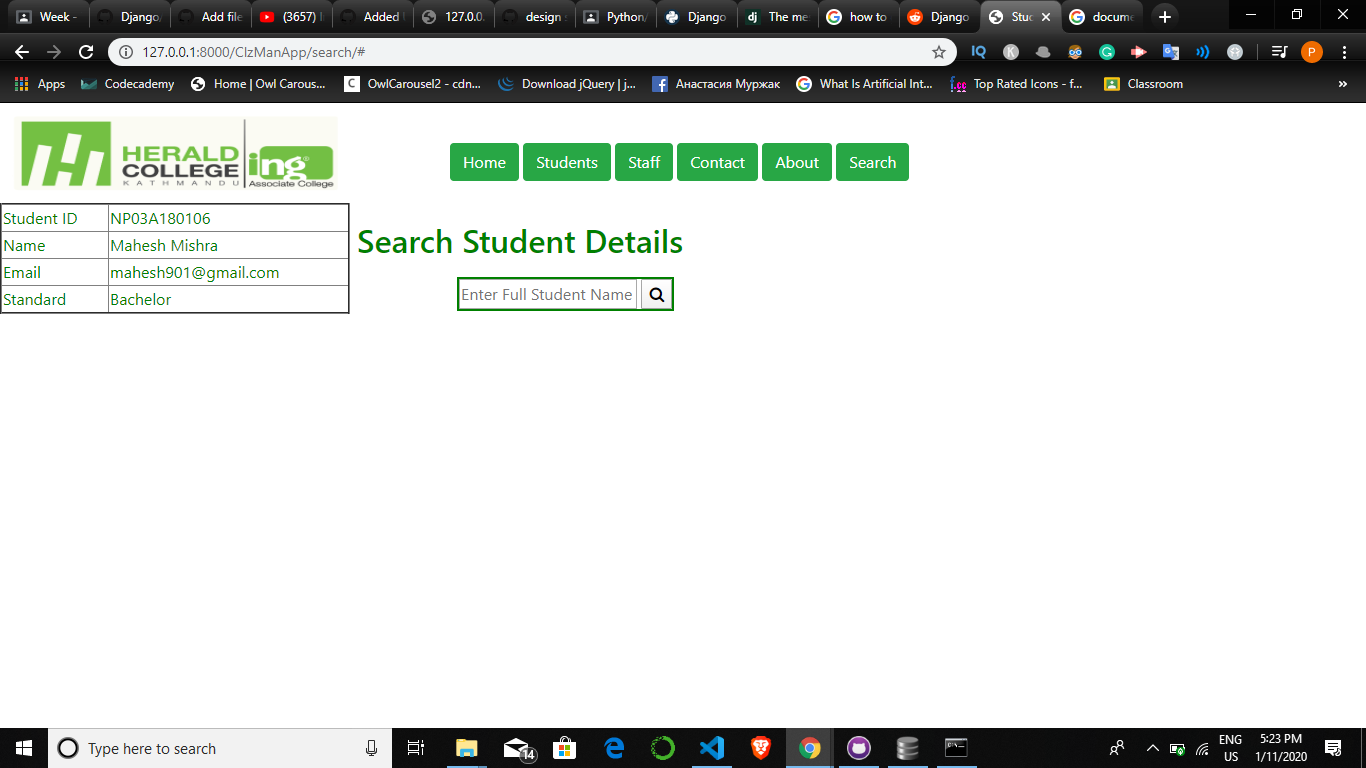 Week -
Django/
Add file
(3657) I
Added
127.0.0.
design s
Python/
Django
dj
The me
how to
Django
Stuc
docume
127.0.0.1:8000/ClzManApp/search/#
IQ
K
P
Apps
Codecademy
Home | Owl Carous...
C
OwlCarousel2 - cdn...
Download jQuery | j...
Анастасия Муржак
What Is Artificial Int...
Top Rated Icons - f...
Classroom
»
HERALD
COLLEGE
KATHMANDU
ing®
Associate College
Home
Students
Staff
Contact
About
Search
Student ID NP03A180106
Name Mahesh Mishra
Email mahesh901@gmail.com
Standard Bachelor
Search Student Details
Enter Full Student Name
Type here to search
14
ENG
US
5:23 PM
1/11/2020